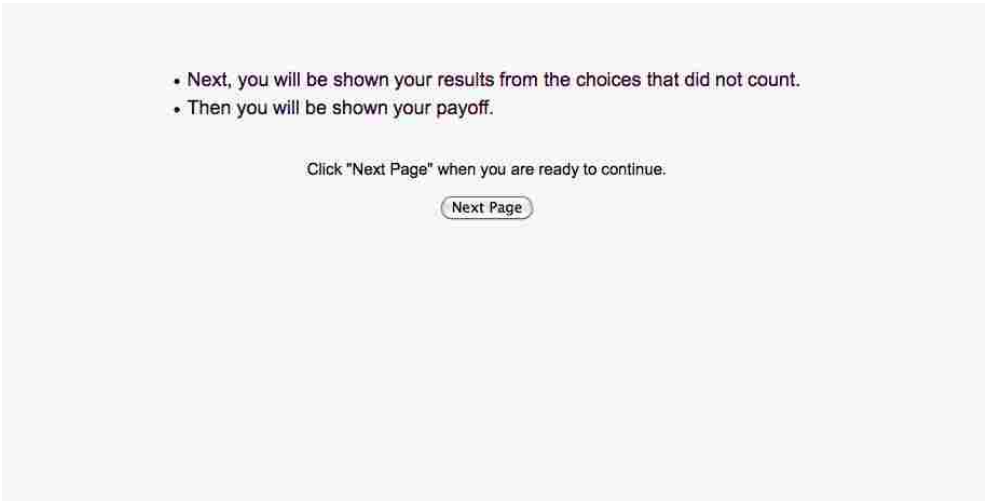 • Next, you will be shown your results from the choices that did not count.
• Then you will be shown your payoff.
Click "Next Page" when you are ready to continue.
Next Page